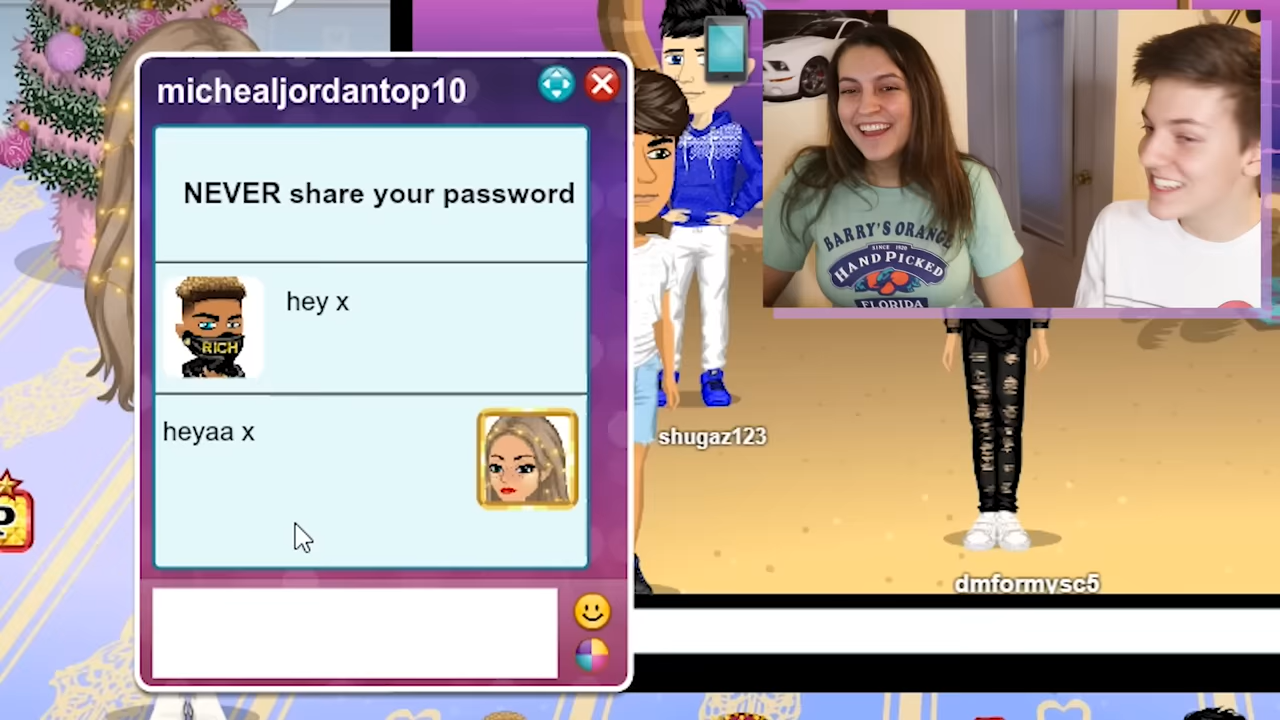 michealjordantop10
NEVER share your password
hey x
RICH
heyaa x
shugaz123
dmformysc5
BARRY'S ORANGE
SINCE 1920
HAND PICKED
FLORIDA